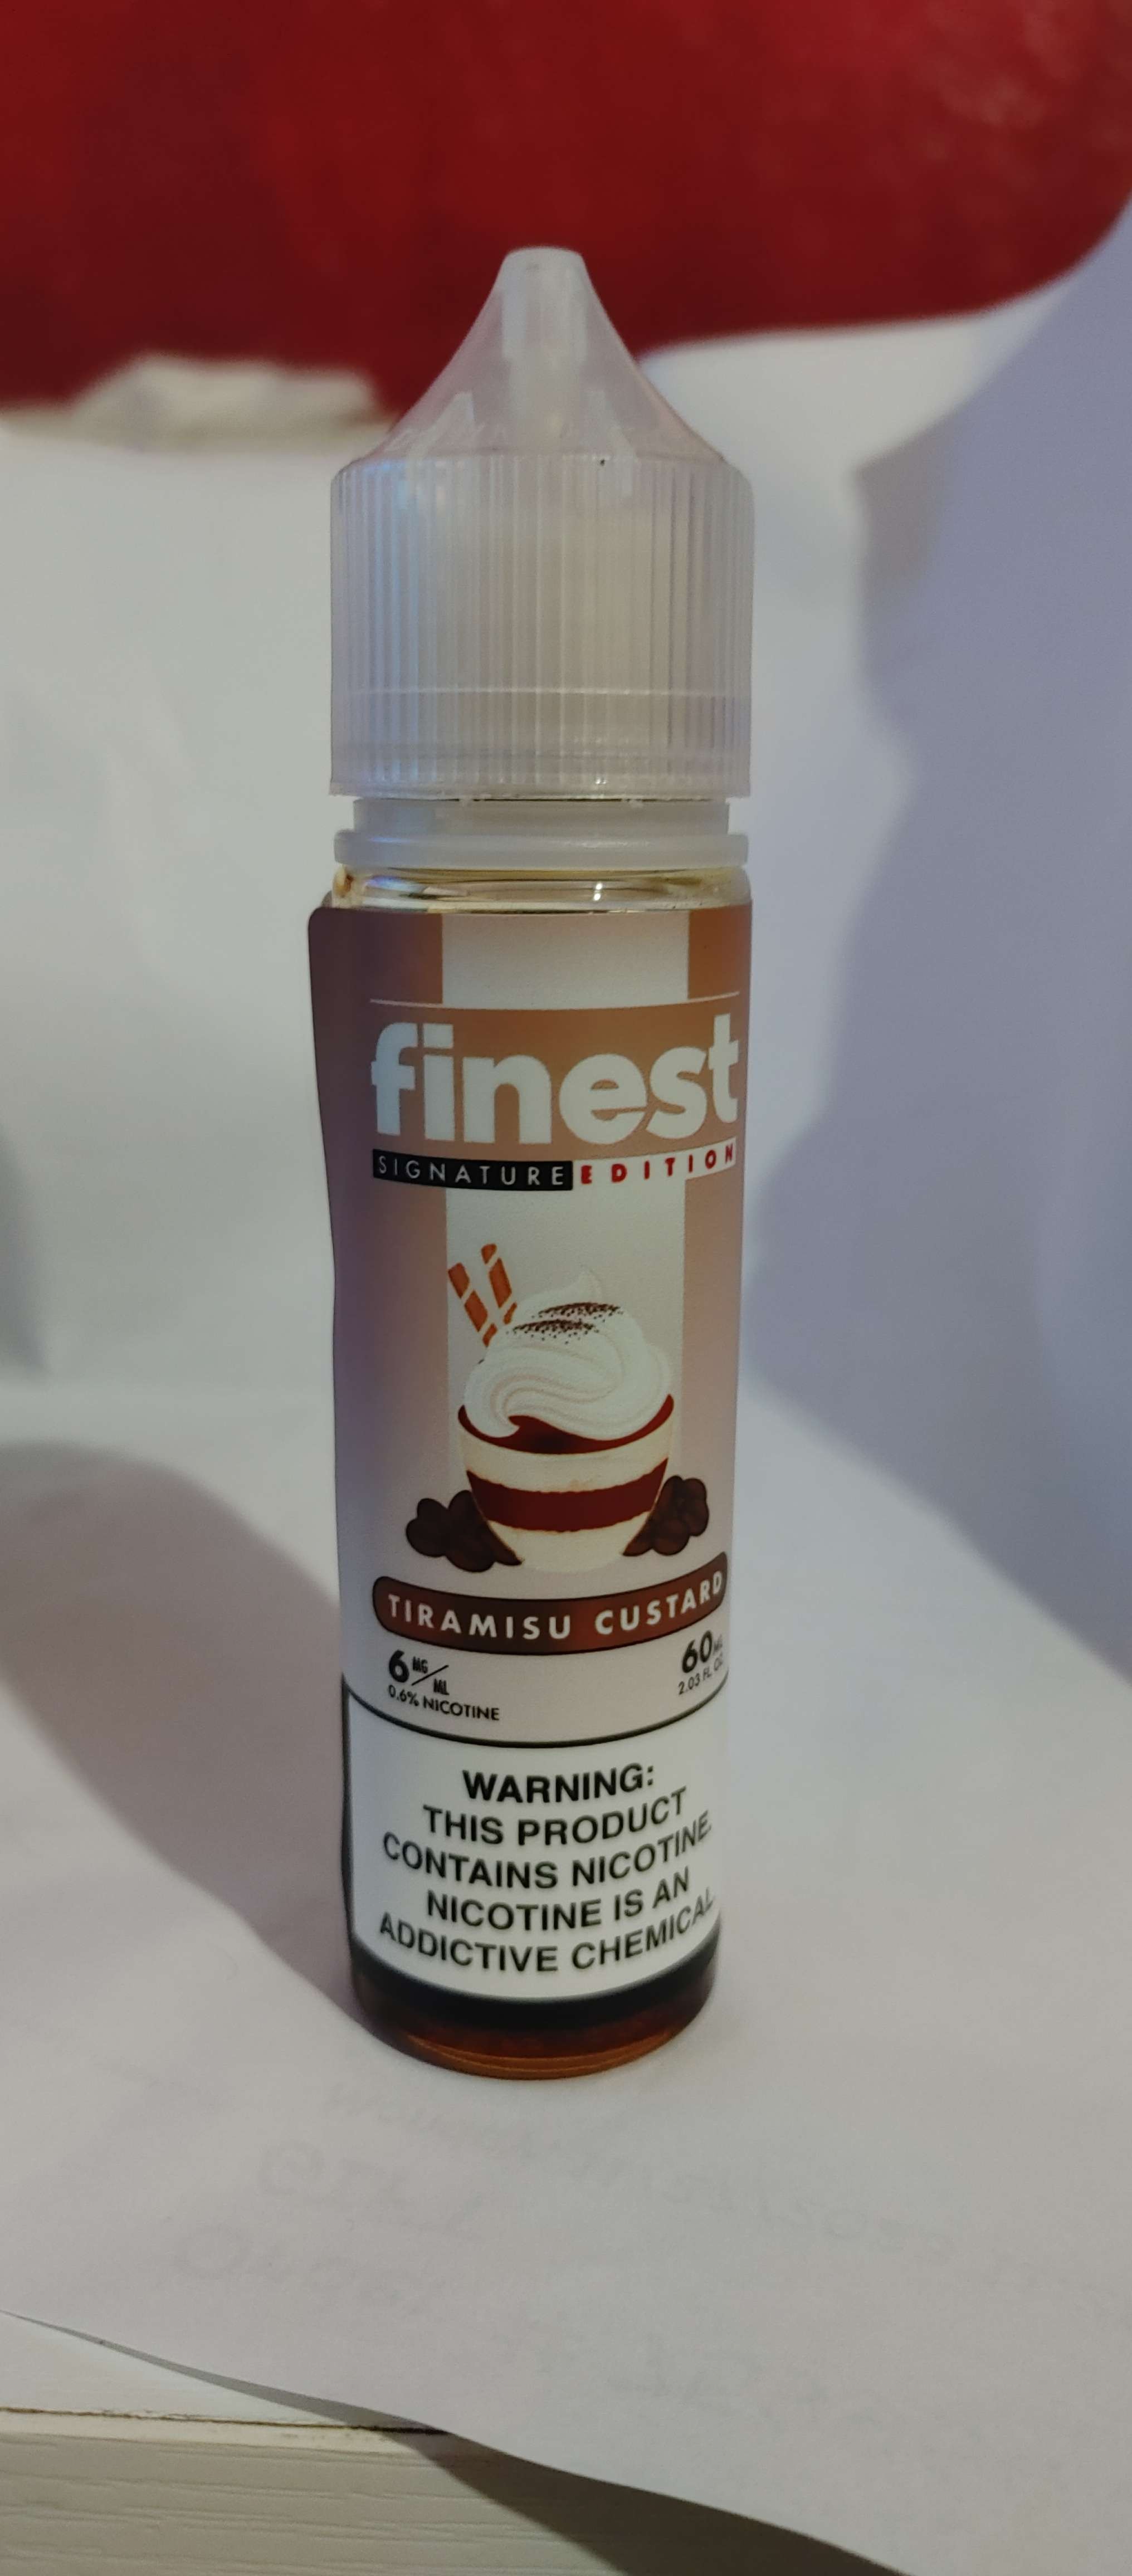 finest
SIGNATURE EDITION
TIRAMISU CUSTARD
6 MG/ML
0.6% NICOTINE
60 ML
2.03 FL OZ
WARNING:
THIS PRODUCT
CONTAINS NICOTINE.
NICOTINE IS AN
ADDICTIVE CHEMICAL.